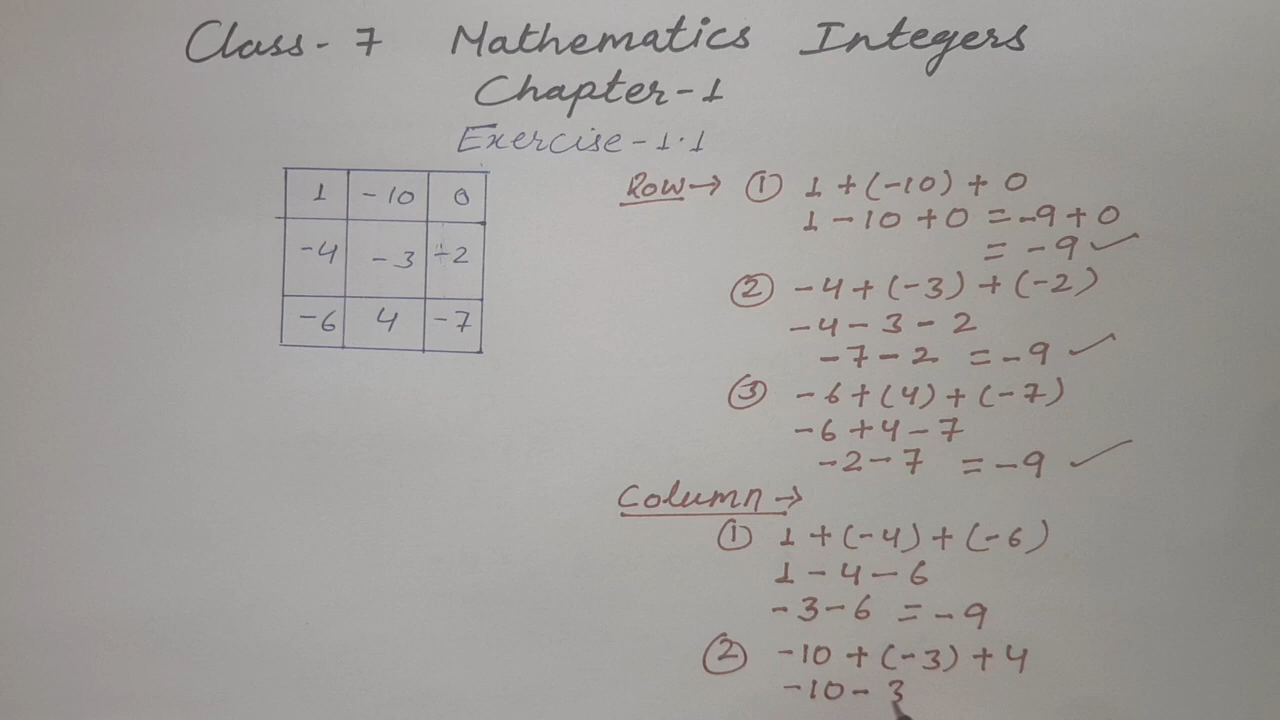 Class - 7 Mathematics Integers
Chapter - 1
Exercise - 1.1
1 -10 0
-4 -3 -2
-6 4 -7
Row → ① 1 + (-10) + 0
1 - 10 + 0 = -9 + 0
= -9 ✓
② -4 + (-3) + (-2)
-4 - 3 - 2
-7 - 2 = -9 ✓
③ -6 + (4) + (-7)
-6 + 4 - 7
-2 - 7 = -9 ✓
Column →
① 1 + (-4) + (-6)
1 - 4 - 6
-3 - 6 = -9
② -10 + (-3) + 4
-10 - 3